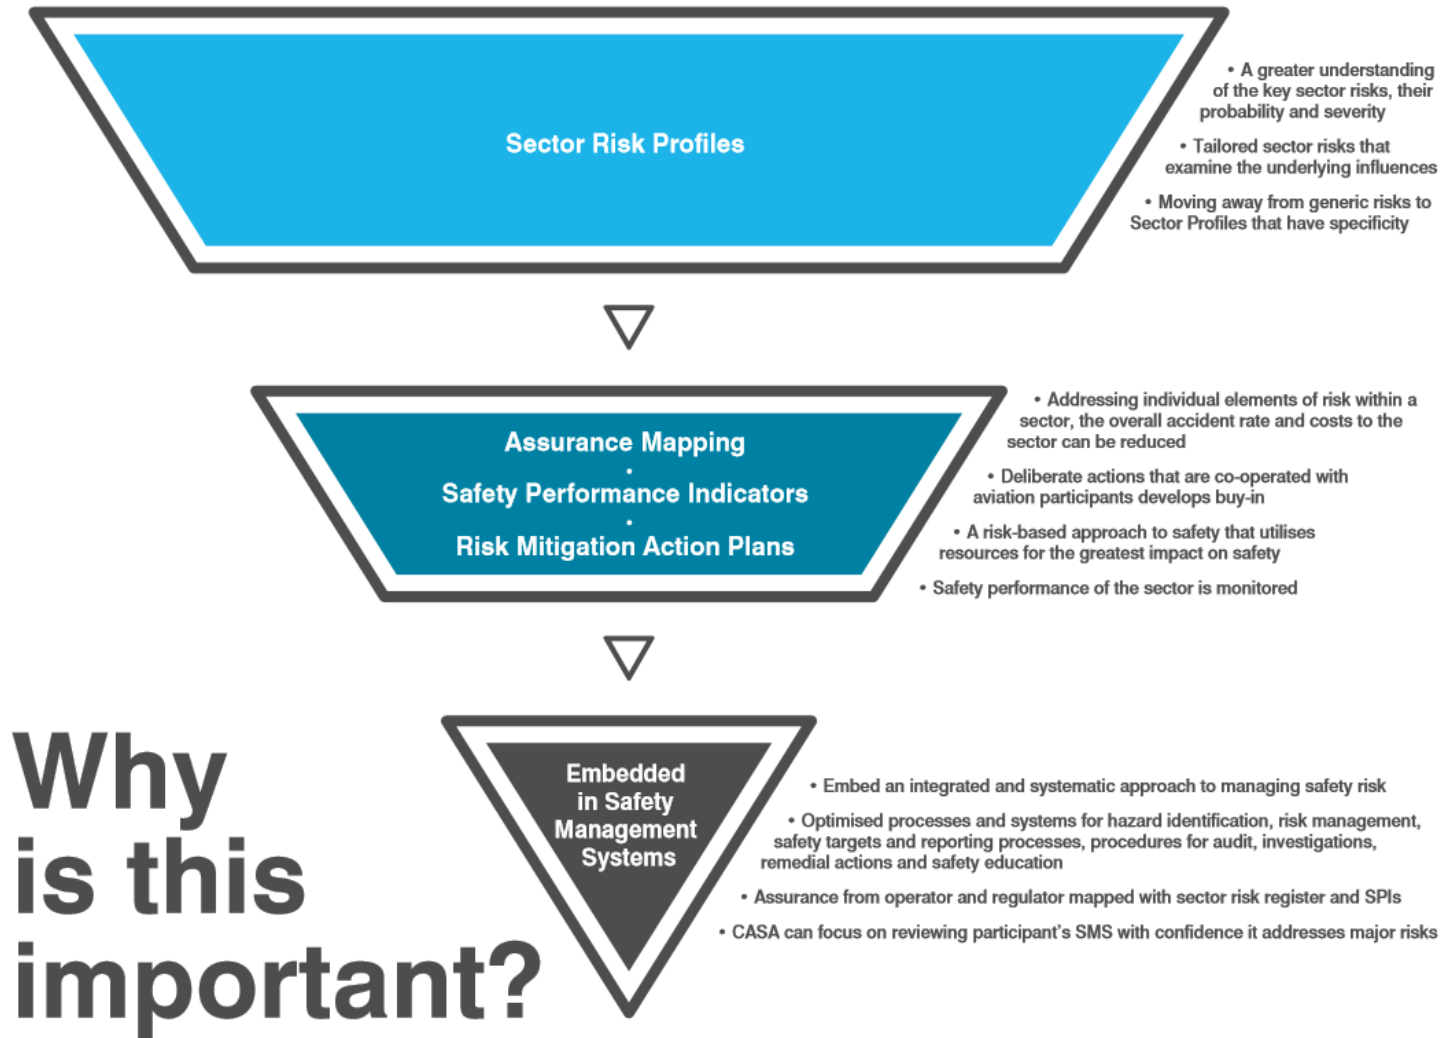 Sector Risk Profiles
• A greater understanding
of the key sector risks, their
probability and severity
• Tailored sector risks that
examine the underlying influences
• Moving away from generic risks to
Sector Profiles that have specificity
Assurance Mapping
•
Safety Performance Indicators
•
Risk Mitigation Action Plans
• Addressing individual elements of risk within a
sector, the overall accident rate and costs to the
sector can be reduced
• Deliberate actions that are co-operated with
aviation participants develops buy-in
• A risk-based approach to safety that utilises
resources for the greatest impact on safety
• Safety performance of the sector is monitored
Embedded
in Safety
Management
Systems
• Embed an integrated and systematic approach to managing safety risk
• Optimised processes and systems for hazard identification, risk management,
safety targets and reporting processes, procedures for audit, investigations,
remedial actions and safety education
• Assurance from operator and regulator mapped with sector risk register and SPIs
• CASA can focus on reviewing participant's SMS with confidence it addresses major risks
Why
is this
important?